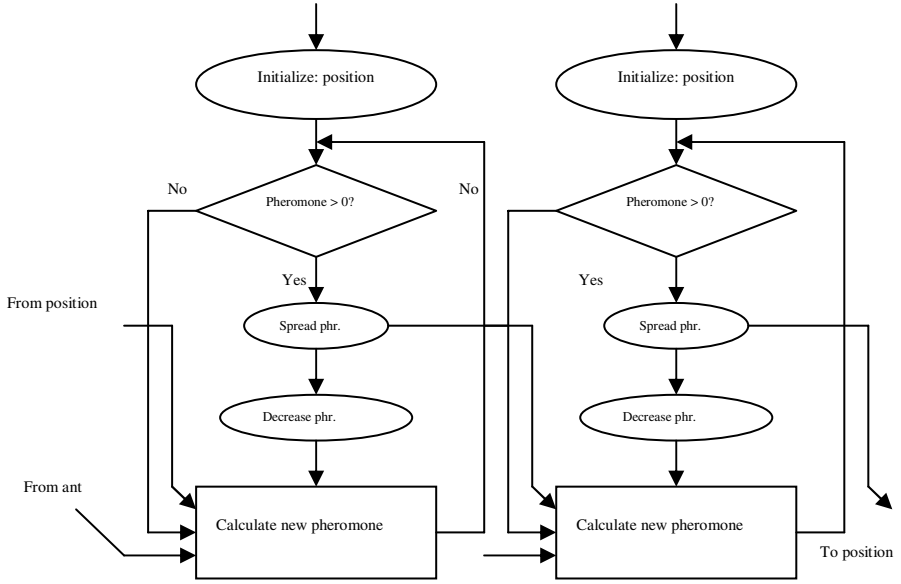 Initialize: position
Initialize: position
No
No
Pheromone > 0?
Pheromone > 0?
Yes
Yes
From position
Spread phr.
Spread phr.
Decrease phr.
Decrease phr.
From ant
Calculate new pheromone
Calculate new pheromone
To position